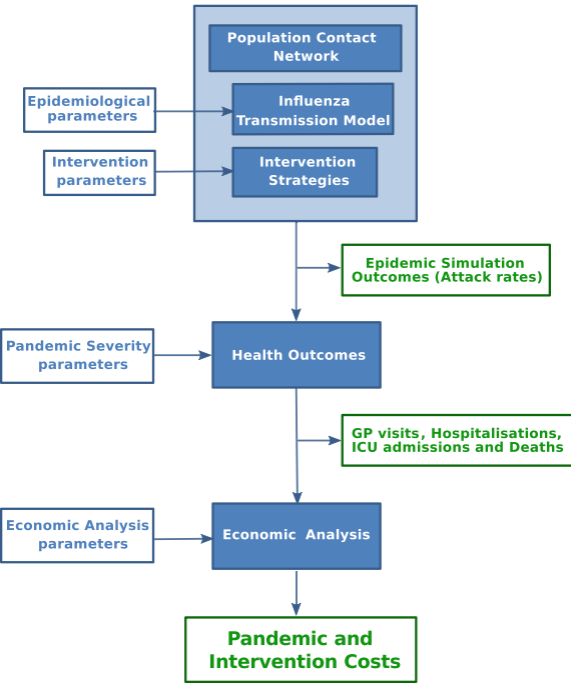 Population Contact
Network
Epidemiological
parameters
Influenza
Transmission Model
Intervention
parameters
Intervention
Strategies
Epidemic Simulation
Outcomes (Attack rates)
Pandemic Severity
parameters
Health Outcomes
GP visits, Hospitalisations,
ICU admissions and Deaths
Economic Analysis
parameters
Economic Analysis
Pandemic and
Intervention Costs